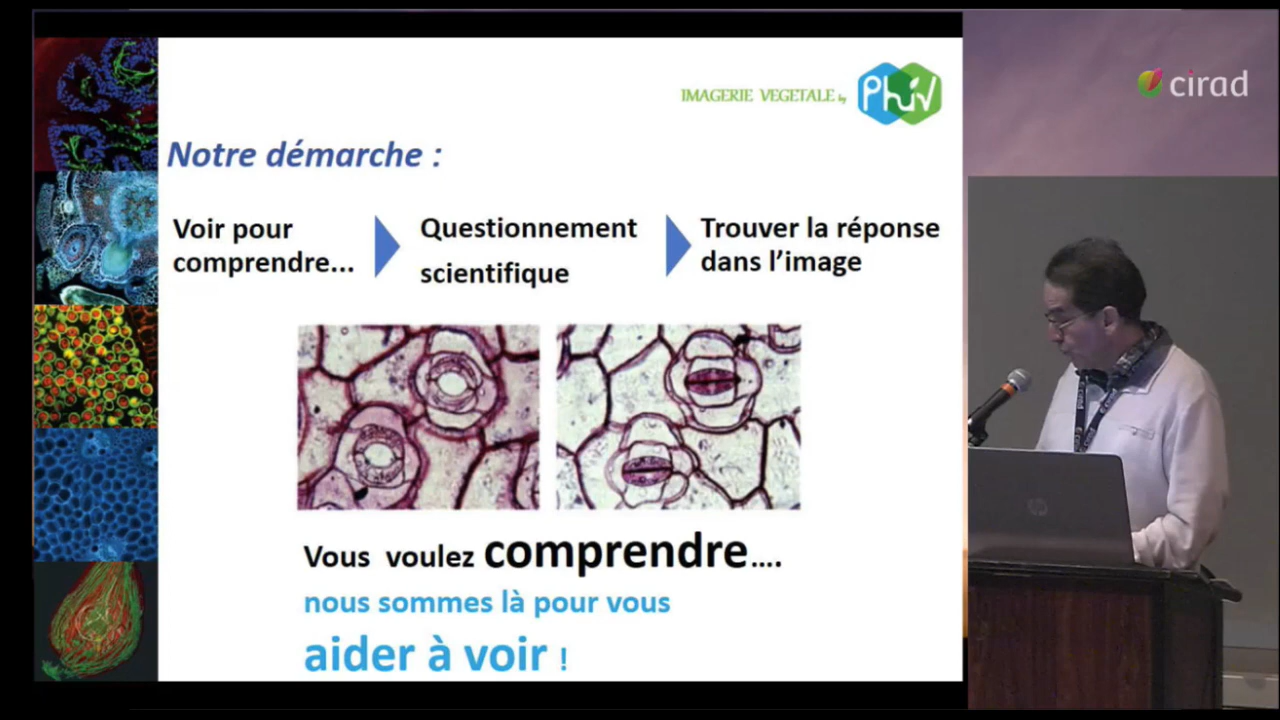 IMAGERIE VEGETALE by PHIV
cirad
Notre démarche :
Voir pour
comprendre...
Questionnement
scientifique
Trouver la réponse
dans l’image
Vous voulez comprendre....
nous sommes là pour vous
aider à voir !